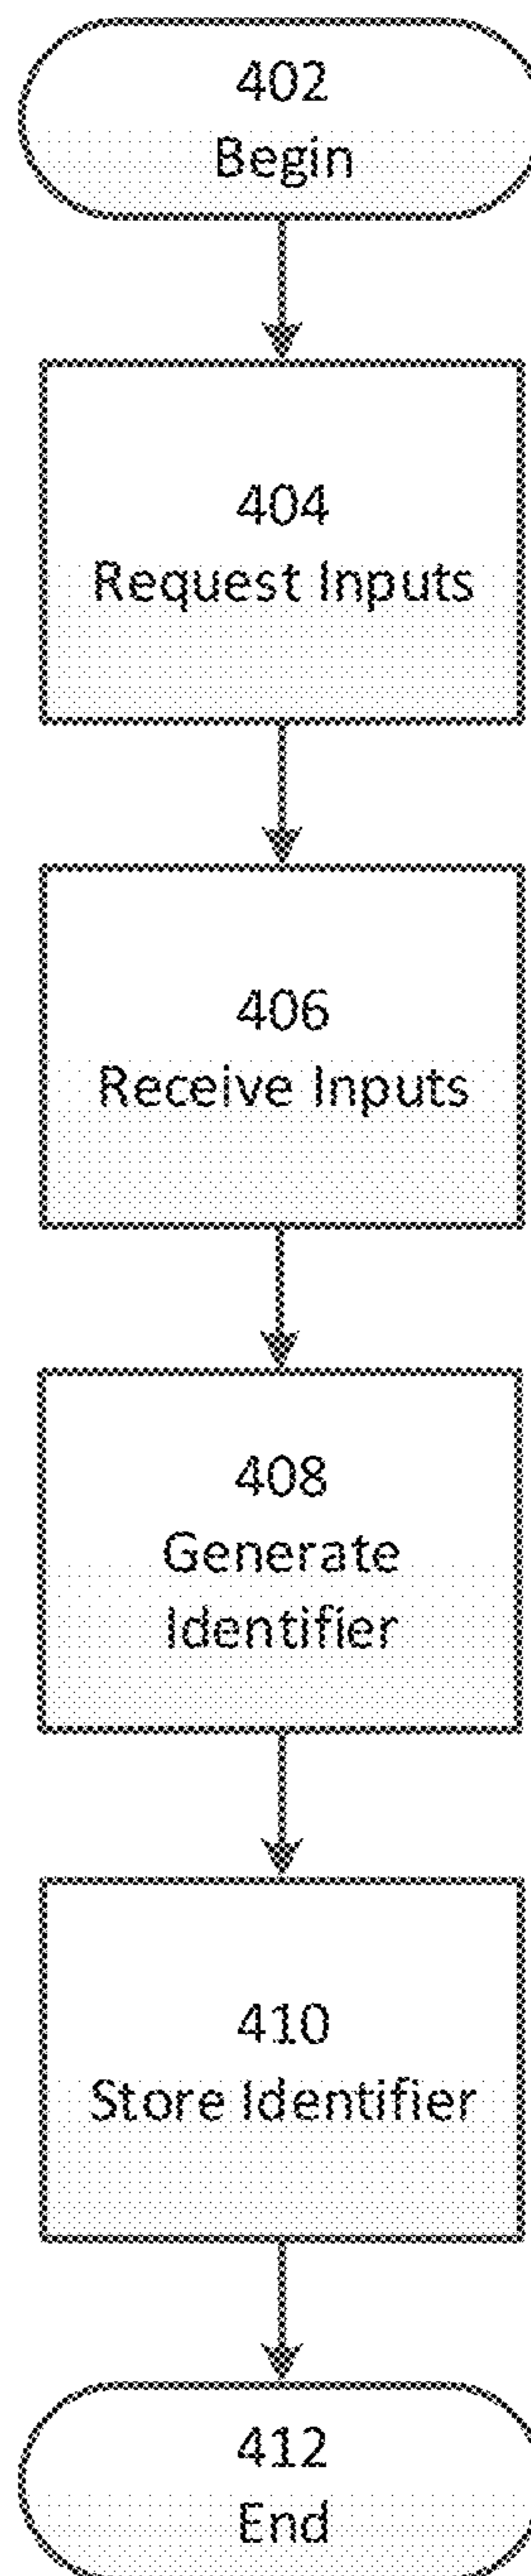 402
Begin
404
Request Inputs
406
Receive Inputs
408
Generate
Identifier
410
Store Identifier
412
End